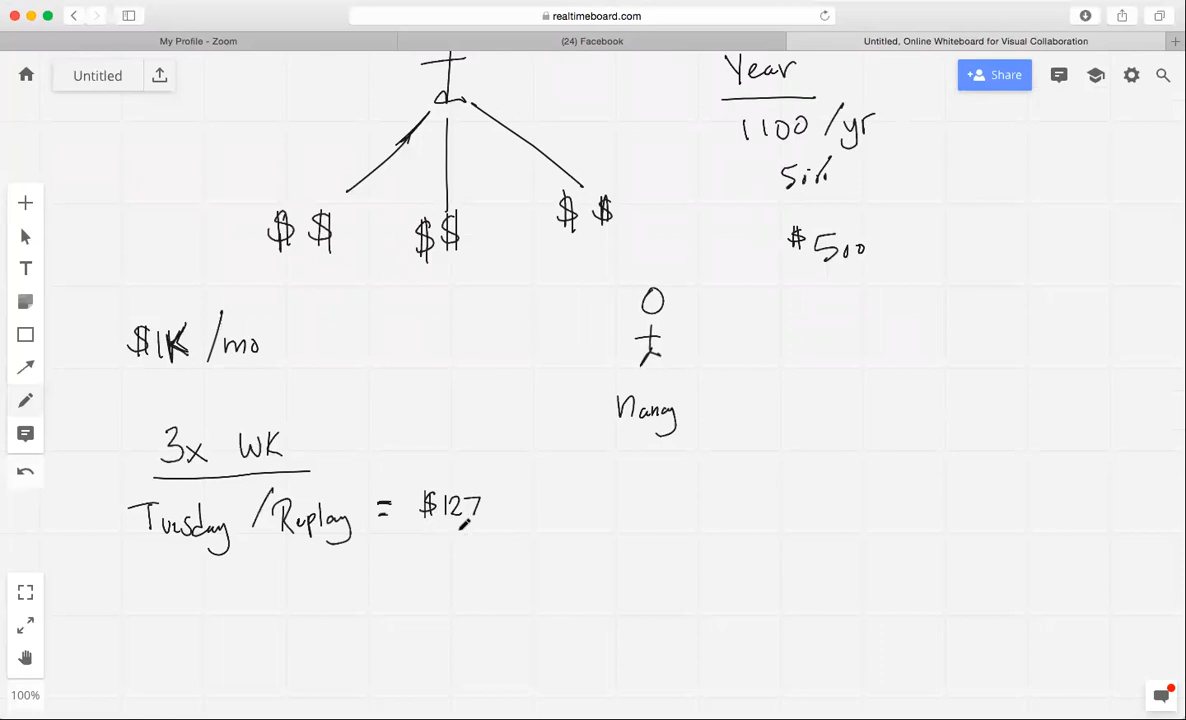 realtimeboard.com
My Profile - Zoom
(24) Facebook
Untitled, Online Whiteboard for Visual Collaboration
Untitled
Share
Year
1100 /yr
$ $
$$
$ $
$500
$1K /mo
3x WK
Tuesday /Replay = $127
T
100%